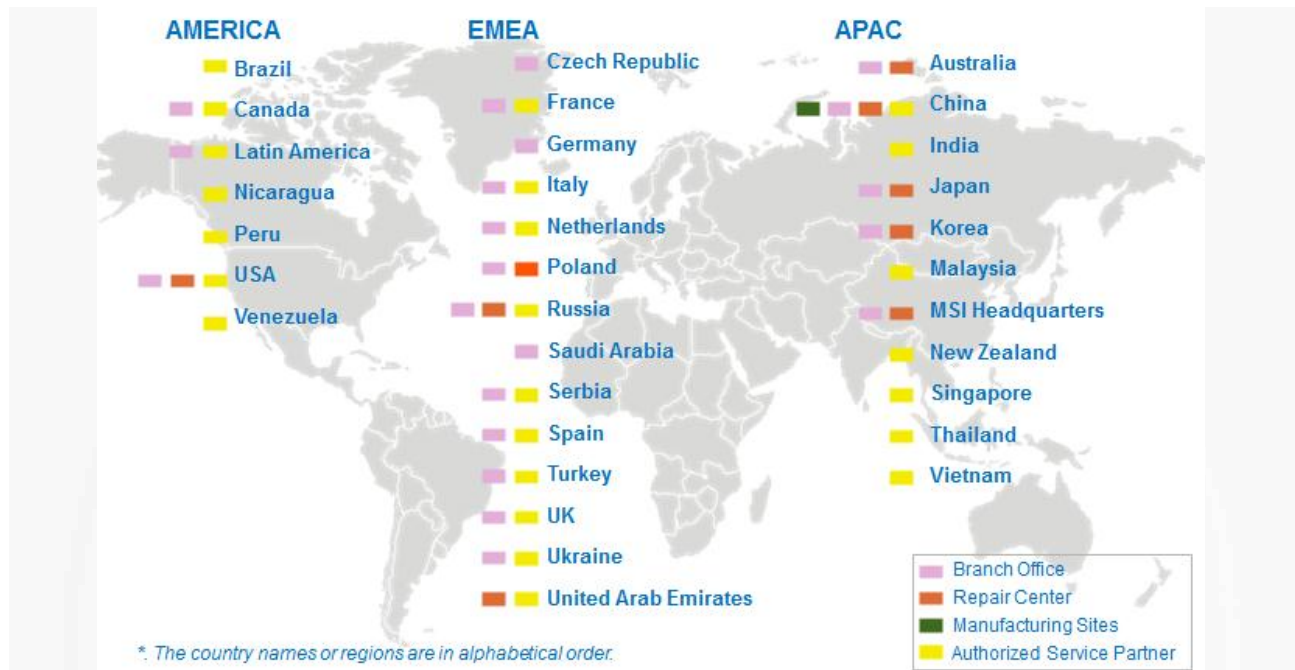 AMERICA
Brazil
Canada
Latin America
Nicaragua
Peru
USA
Venezuela
EMEA
Czech Republic
France
Germany
Italy
Netherlands
Poland
Russia
Saudi Arabia
Serbia
Spain
Turkey
UK
Ukraine
United Arab Emirates
APAC
Australia
China
India
Japan
Korea
Malaysia
MSI Headquarters
New Zealand
Singapore
Thailand
Vietnam
Branch Office
Repair Center
Manufacturing Sites
Authorized Service Partner
*. The country names or regions are in alphabetical order.